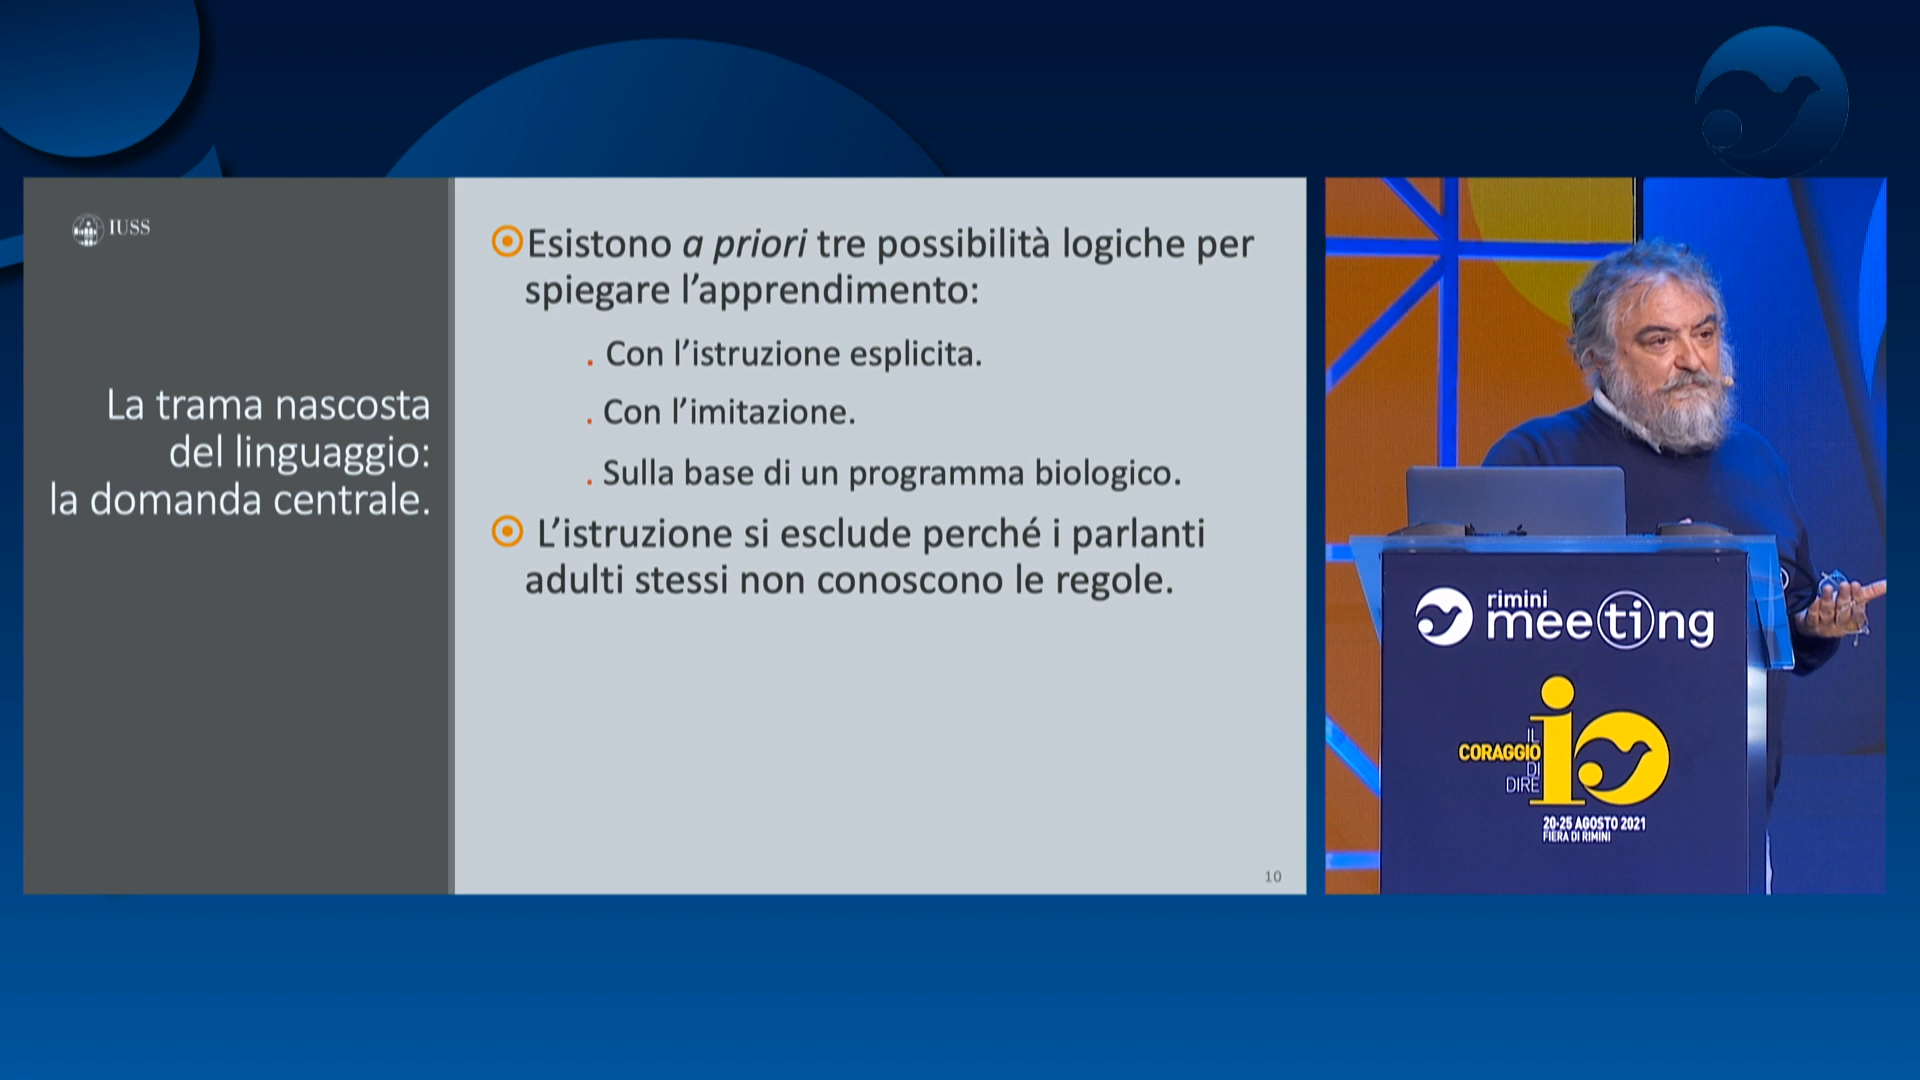 IUSS
La trama nascosta
del linguaggio:
la domanda centrale.
Esistono a priori tre possibilità logiche per
spiegare l’apprendimento:
. Con l’istruzione esplicita.
. Con l’imitazione.
. Sulla base di un programma biologico.
L’istruzione si esclude perché i parlanti
adulti stessi non conoscono le regole.
10
rimini
meeting
IL
CORAGGIO
DI
DIRE
io
20-25 AGOSTO 2021
FIERA DI RIMINI